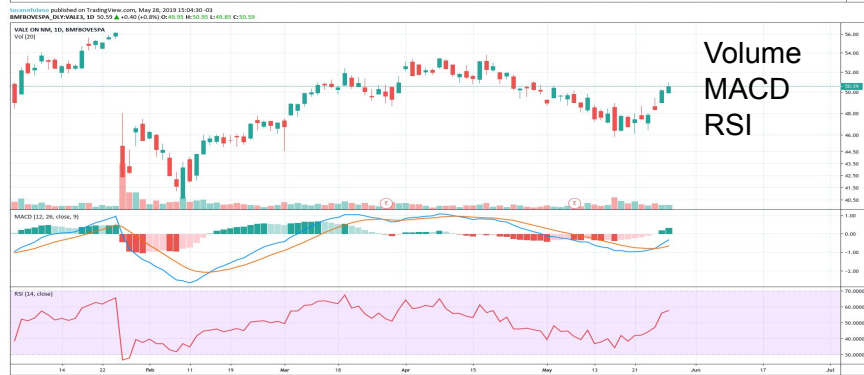 tucanofulano published on TradingView.com, May 28, 2019 15:04:30 -03
BMFBOVESPA_DLY:VALE3, 1D 50.59 ▲ +0.40 (+0.8%) O:49.95 H:50.95 L:49.85 C:50.59
VALE ON NM, 1D, BMFBOVESPA
Vol (20)
Volume
MACD
RSI
56.00
54.00
52.00
50.59
50.00
48.00
46.00
44.50
43.50
42.50
41.50
40.50
E
E
MACD (12, 26, close, 9)
1.00
0.00
-1.00
-2.00
RSI (14, close)
70.0000
60.0000
50.0000
40.0000
30.0000
14 22 Feb 11 19 Mar 18 Apr 15 May 13 21 Jun 17 Jul